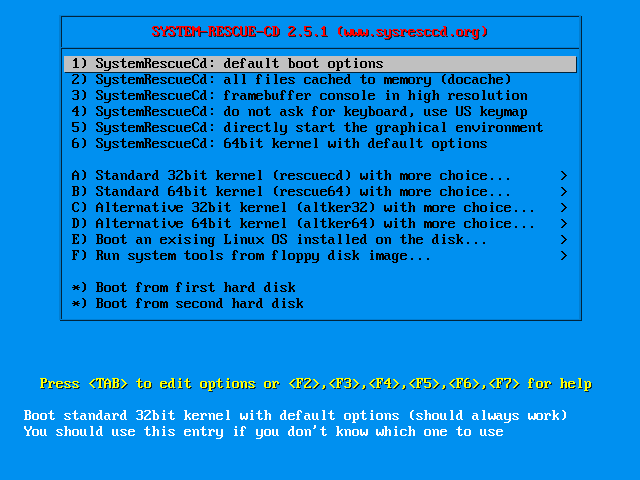 SYSTEM-RESCUE-CD 2.5.1 (www.sysresccd.org)
1) SystemRescueCd: default boot options
2) SystemRescueCd: all files cached to memory (docache)
3) SystemRescueCd: framebuffer console in high resolution
4) SystemRescueCd: do not ask for keyboard, use US keymap
5) SystemRescueCd: directly start the graphical environment
6) SystemRescueCd: 64bit kernel with default options
A) Standard 32bit kernel (rescuecd) with more choice... >
B) Standard 64bit kernel (rescue64) with more choice... >
C) Alternative 32bit kernel (altker32) with more choice... >
D) Alternative 64bit kernel (altker64) with more choice... >
E) Boot an exising Linux OS installed on the disk... >
F) Run system tools from floppy disk image... >
*) Boot from first hard disk
*) Boot from second hard disk
Press <TAB> to edit options or <F2>,<F3>,<F4>,<F5>,<F6>,<F7> for help
Boot standard 32bit kernel with default options (should always work)
You should use this entry if you don't know which one to use